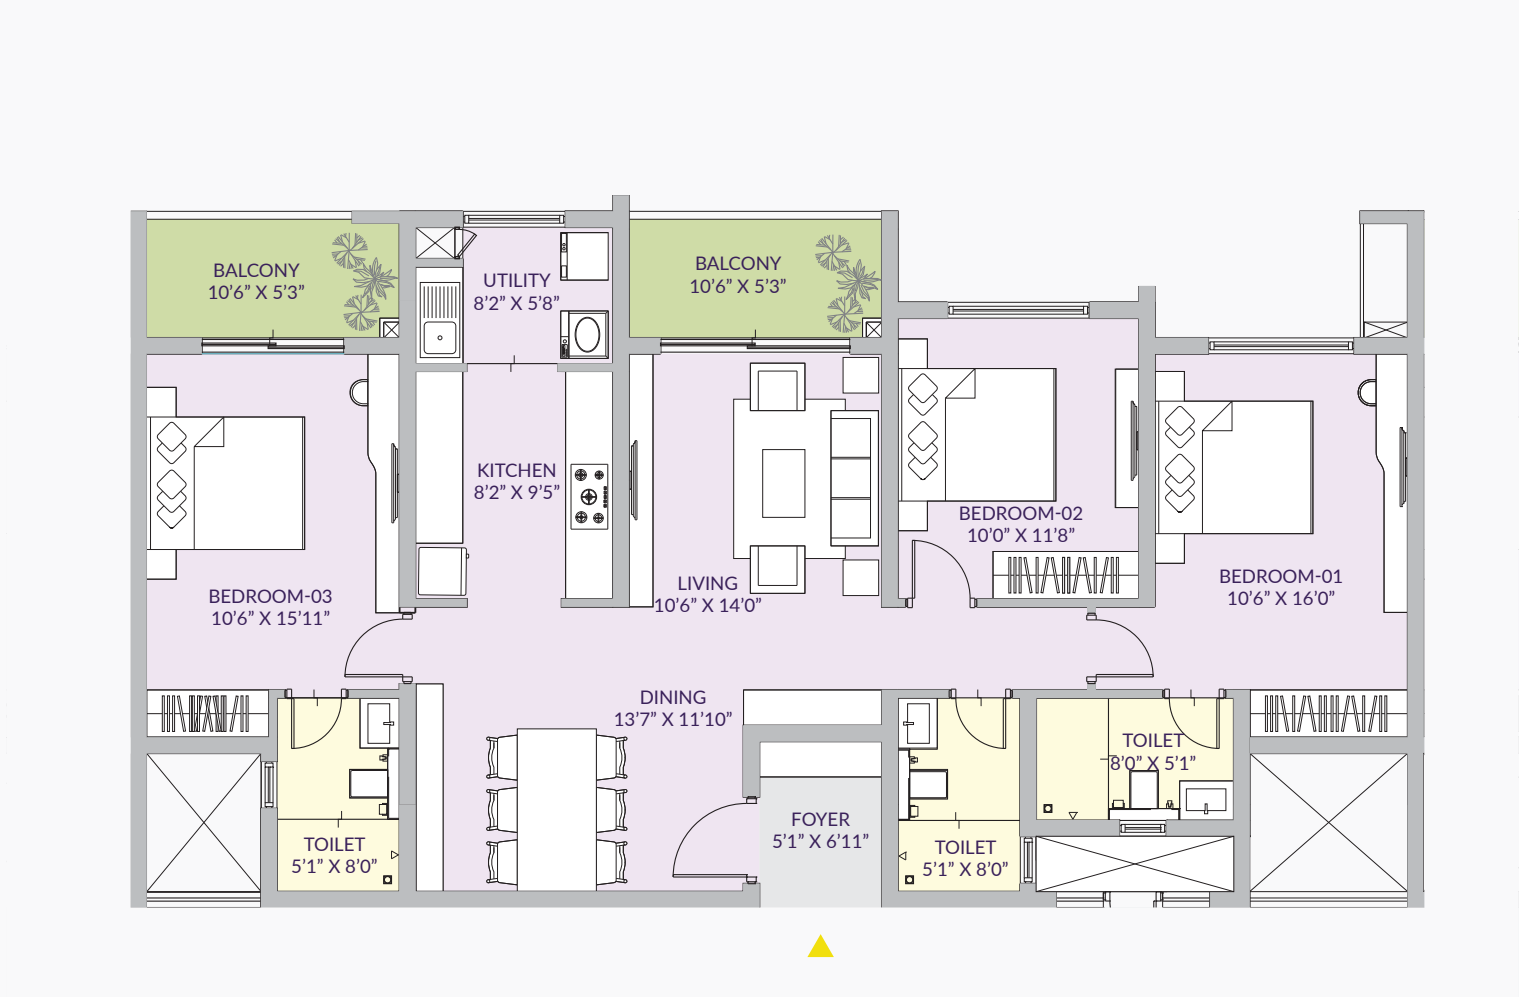 BALCONY
10’6” X 5’3”
UTILITY
8’2” X 5’8”
BALCONY
10’6” X 5’3”
KITCHEN
8’2” X 9’5”
BEDROOM-02
10’0” X 11’8”
BEDROOM-03
10’6” X 15’11”
LIVING
10’6” X 14’0”
BEDROOM-01
10’6” X 16’0”
DINING
13’7” X 11’10”
TOILET
8’0” X 5’1”
FOYER
5’1” X 6’11”
TOILET
5’1” X 8’0”
TOILET
5’1” X 8’0”